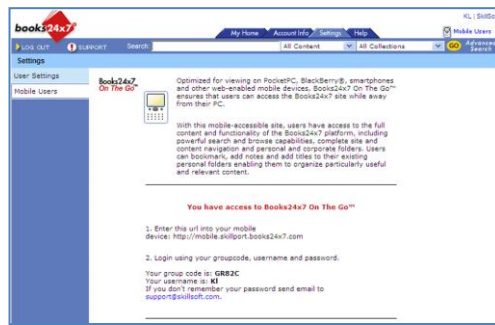 KL | SkillSo
books24x7
My Home Account Info Settings Help
Mobile Users
LOG OUT SUPPORT Search All Content All Collections GO Advanced Search
Settings
User Settings
Mobile Users
Books24x7
On The Go™
Optimized for viewing on PocketPC, BlackBerry®, smartphones
and other web-enabled mobile devices, Books24x7 On The Go™
ensures that users can access the Books24x7 site while away
from their PC.
With this mobile-accessible site, users have access to the full
content and functionality of the Books24x7 platform, including
powerful search and browse capabilities, complete site and
content navigation and personal and corporate folders. Users
can bookmark, add notes and add titles to their existing
personal folders enabling them to organize particularly useful
and relevant content.
You have access to Books24x7 On The Go™
1. Enter this url into your mobile
device: http://mobile.skillport.books24x7.com
2. Login using your groupcode, username and password.
Your group code is: GR82C
Your username is: Kl
If you don't remember your password send email to
support@skillsoft.com.